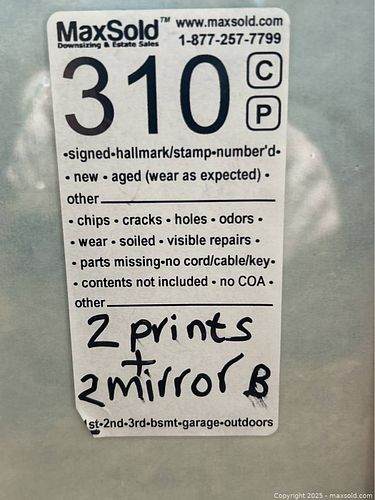 MaxSold™ www.maxsold.com
Downsizing & Estate Sales 1-877-257-7799
310 C
P
•signed•hallmark/stamp•number'd•
• new • aged (wear as expected) •
other
• chips • cracks • holes • odors •
• wear • soiled • visible repairs •
• parts missing•no cord/cable/key•
• contents not included • no COA •
other
2 prints
+
2 mirror B
1st•2nd•3rd•bsmt•garage•outdoors
Copyright 2025 - maxsold.com